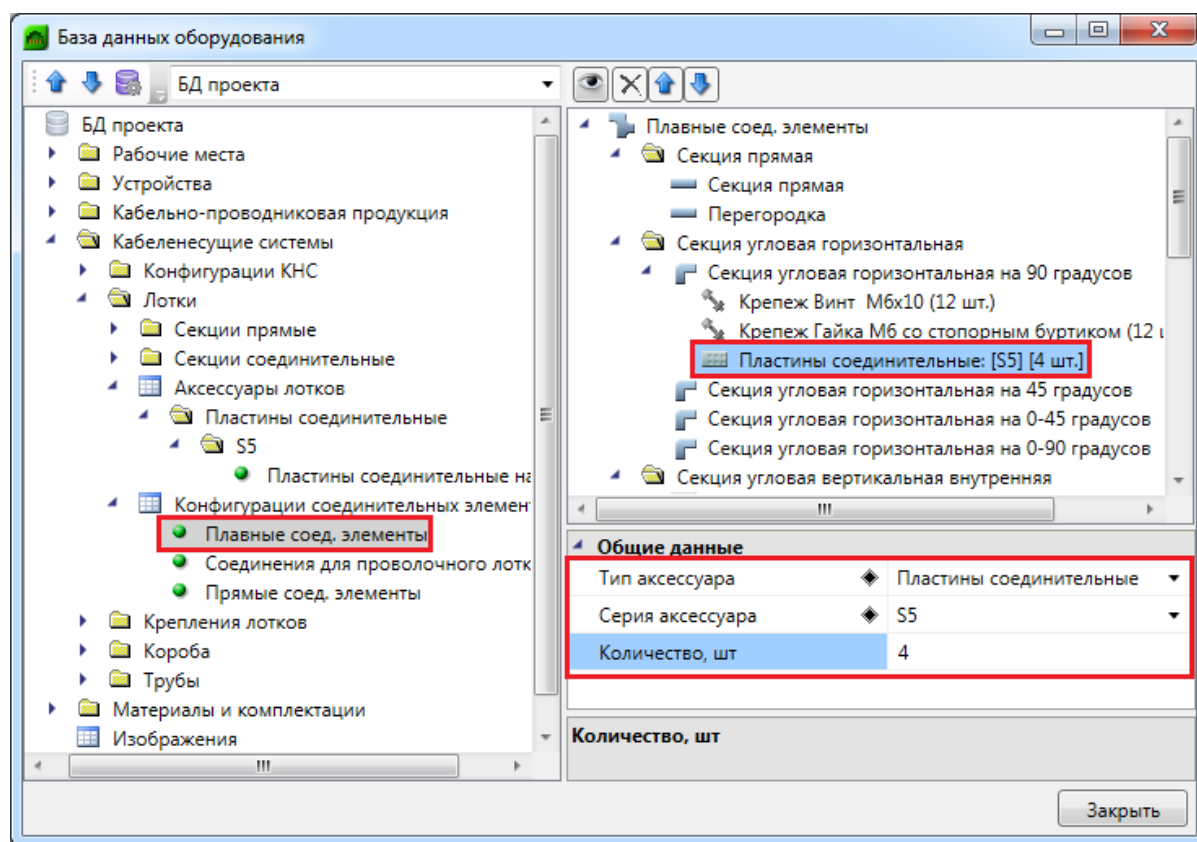 База данных оборудования
БД проекта
БД проекта
Рабочие места
Устройства
Кабельно-проводниковая продукция
Кабеленесущие системы
Конфигурации КНС
Лотки
Секции прямые
Секции соединительные
Аксессуары лотков
Пластины соединительные
S5
Пластины соединительные на
Конфигурации соединительных элемен
Плавные соед. элементы
Соединения для проволочного лотк
Прямые соед. элементы
Крепления лотков
Короба
Трубы
Материалы и комплектации
Изображения
Плавные соед. элементы
Секция прямая
Секция прямая
Перегородка
Секция угловая горизонтальная
Секция угловая горизонтальная на 90 градусов
Крепеж Винт М6х10 (12 шт.)
Крепеж Гайка М6 со стопорным буртиком (12
Пластины соединительные: [S5] [4 шт.]
Секция угловая горизонтальная на 45 градусов
Секция угловая горизонтальная на 0-45 градусов
Секция угловая горизонтальная на 0-90 градусов
Секция угловая вертикальная внутренняя
Общие данные
Тип аксессуара Пластины соединительные
Серия аксессуара S5
Количество, шт 4
Количество, шт
Закрыть